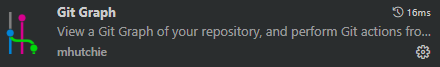 Git Graph 16ms
View a Git Graph of your repository, and perform Git actions fro...
mhutchie